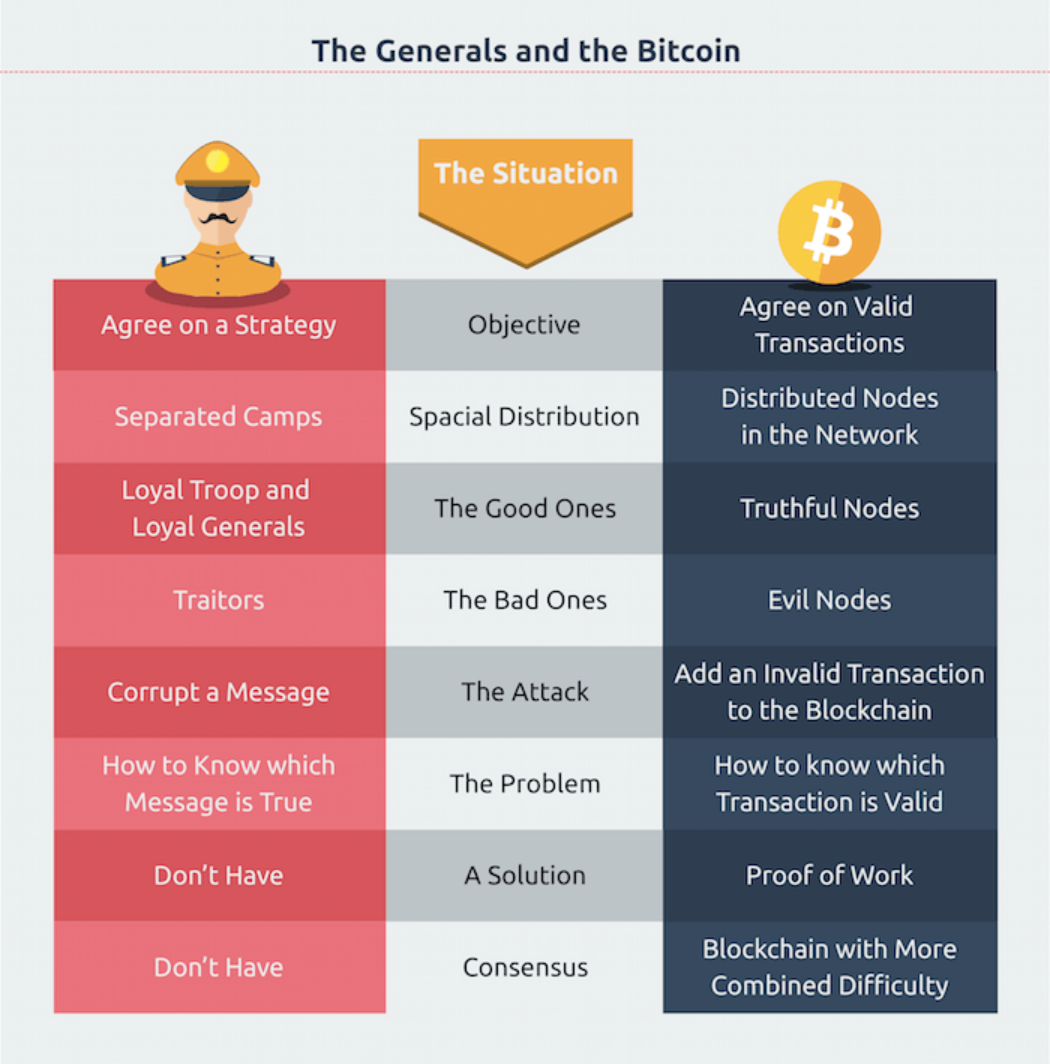 The Generals and the Bitcoin
The Situation
Agree on a Strategy
Objective
Agree on Valid
Transactions
Separated Camps
Spacial Distribution
Distributed Nodes
in the Network
Loyal Troop and
Loyal Generals
The Good Ones
Truthful Nodes
Traitors
The Bad Ones
Evil Nodes
Corrupt a Message
The Attack
Add an Invalid Transaction
to the Blockchain
How to Know which
Message is True
The Problem
How to know which
Transaction is Valid
Don't Have
A Solution
Proof of Work
Don't Have
Consensus
Blockchain with More
Combined Difficulty